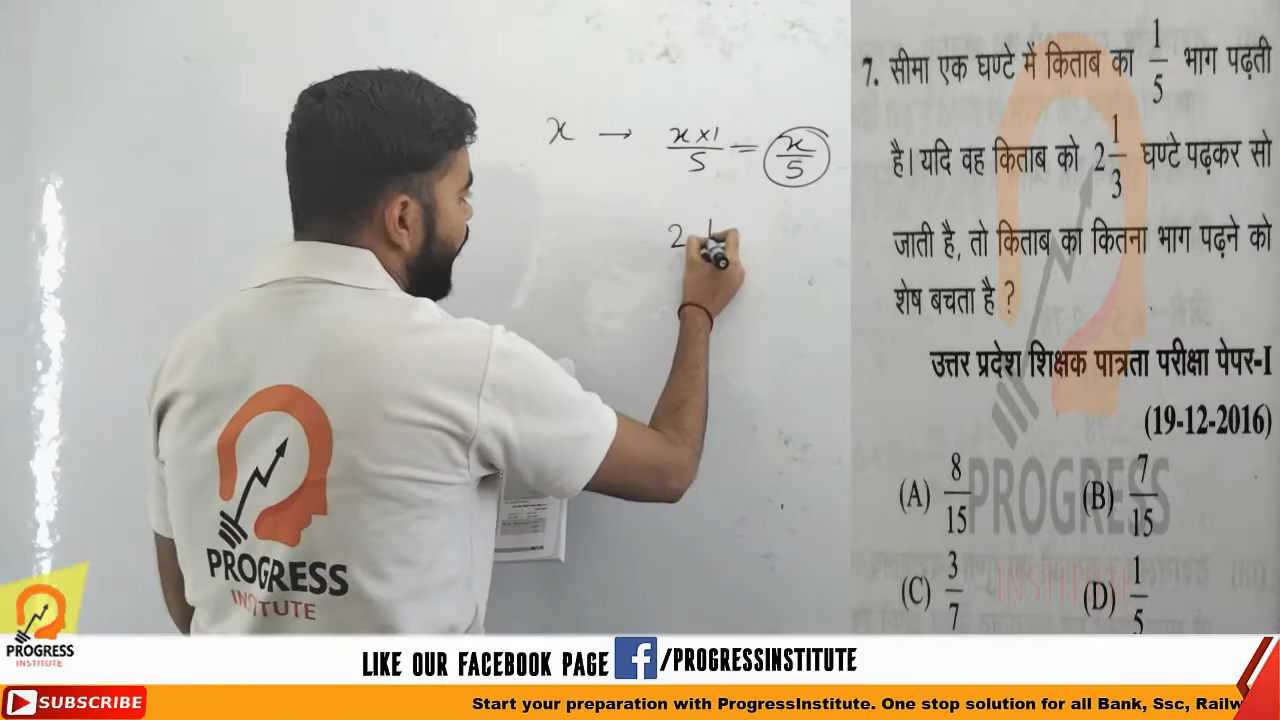 x → x×1/5 = x/5
2 1
7. सीमा एक घण्टे में किताब का 1/5 भाग पढ़ती
है। यदि वह किताब को 2 1/3 घण्टे पढ़कर सो
जाती है, तो किताब का कितना भाग पढ़ने को
शेष बचता है ?
उत्तर प्रदेश शिक्षक पात्रता परीक्षा पेपर-I
(19-12-2016)
(A) 8/15 (B) 7/15
(C) 3/7 (D) 1/5
PROGRESS
INSTITUTE
PROGRESS
INSTITUTE
PROGRESS
INSTITUTE
LIKE OUR FACEBOOK PAGE f /PROGRESSINSTITUTE
SUBSCRIBE
Start your preparation with ProgressInstitute. One stop solution for all Bank, Ssc, Railw